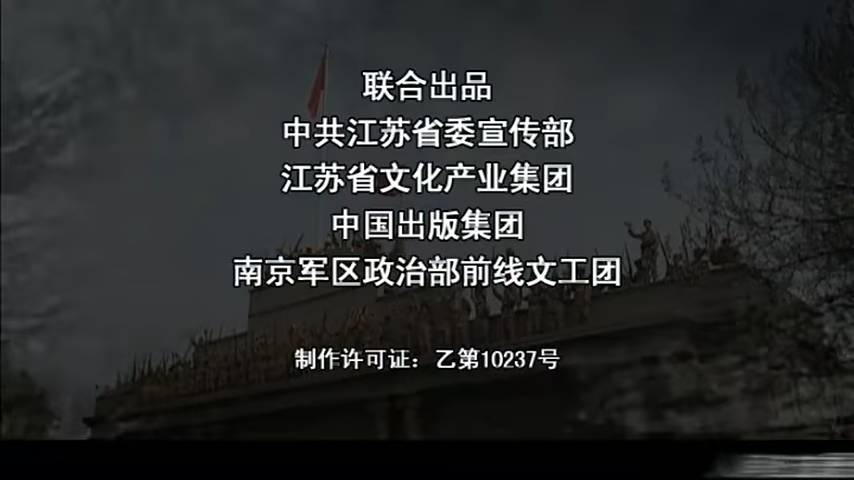 联合出品
中共江苏省委宣传部
江苏省文化产业集团
中国出版集团
南京军区政治部前线文工团
制作许可证：乙第10237号